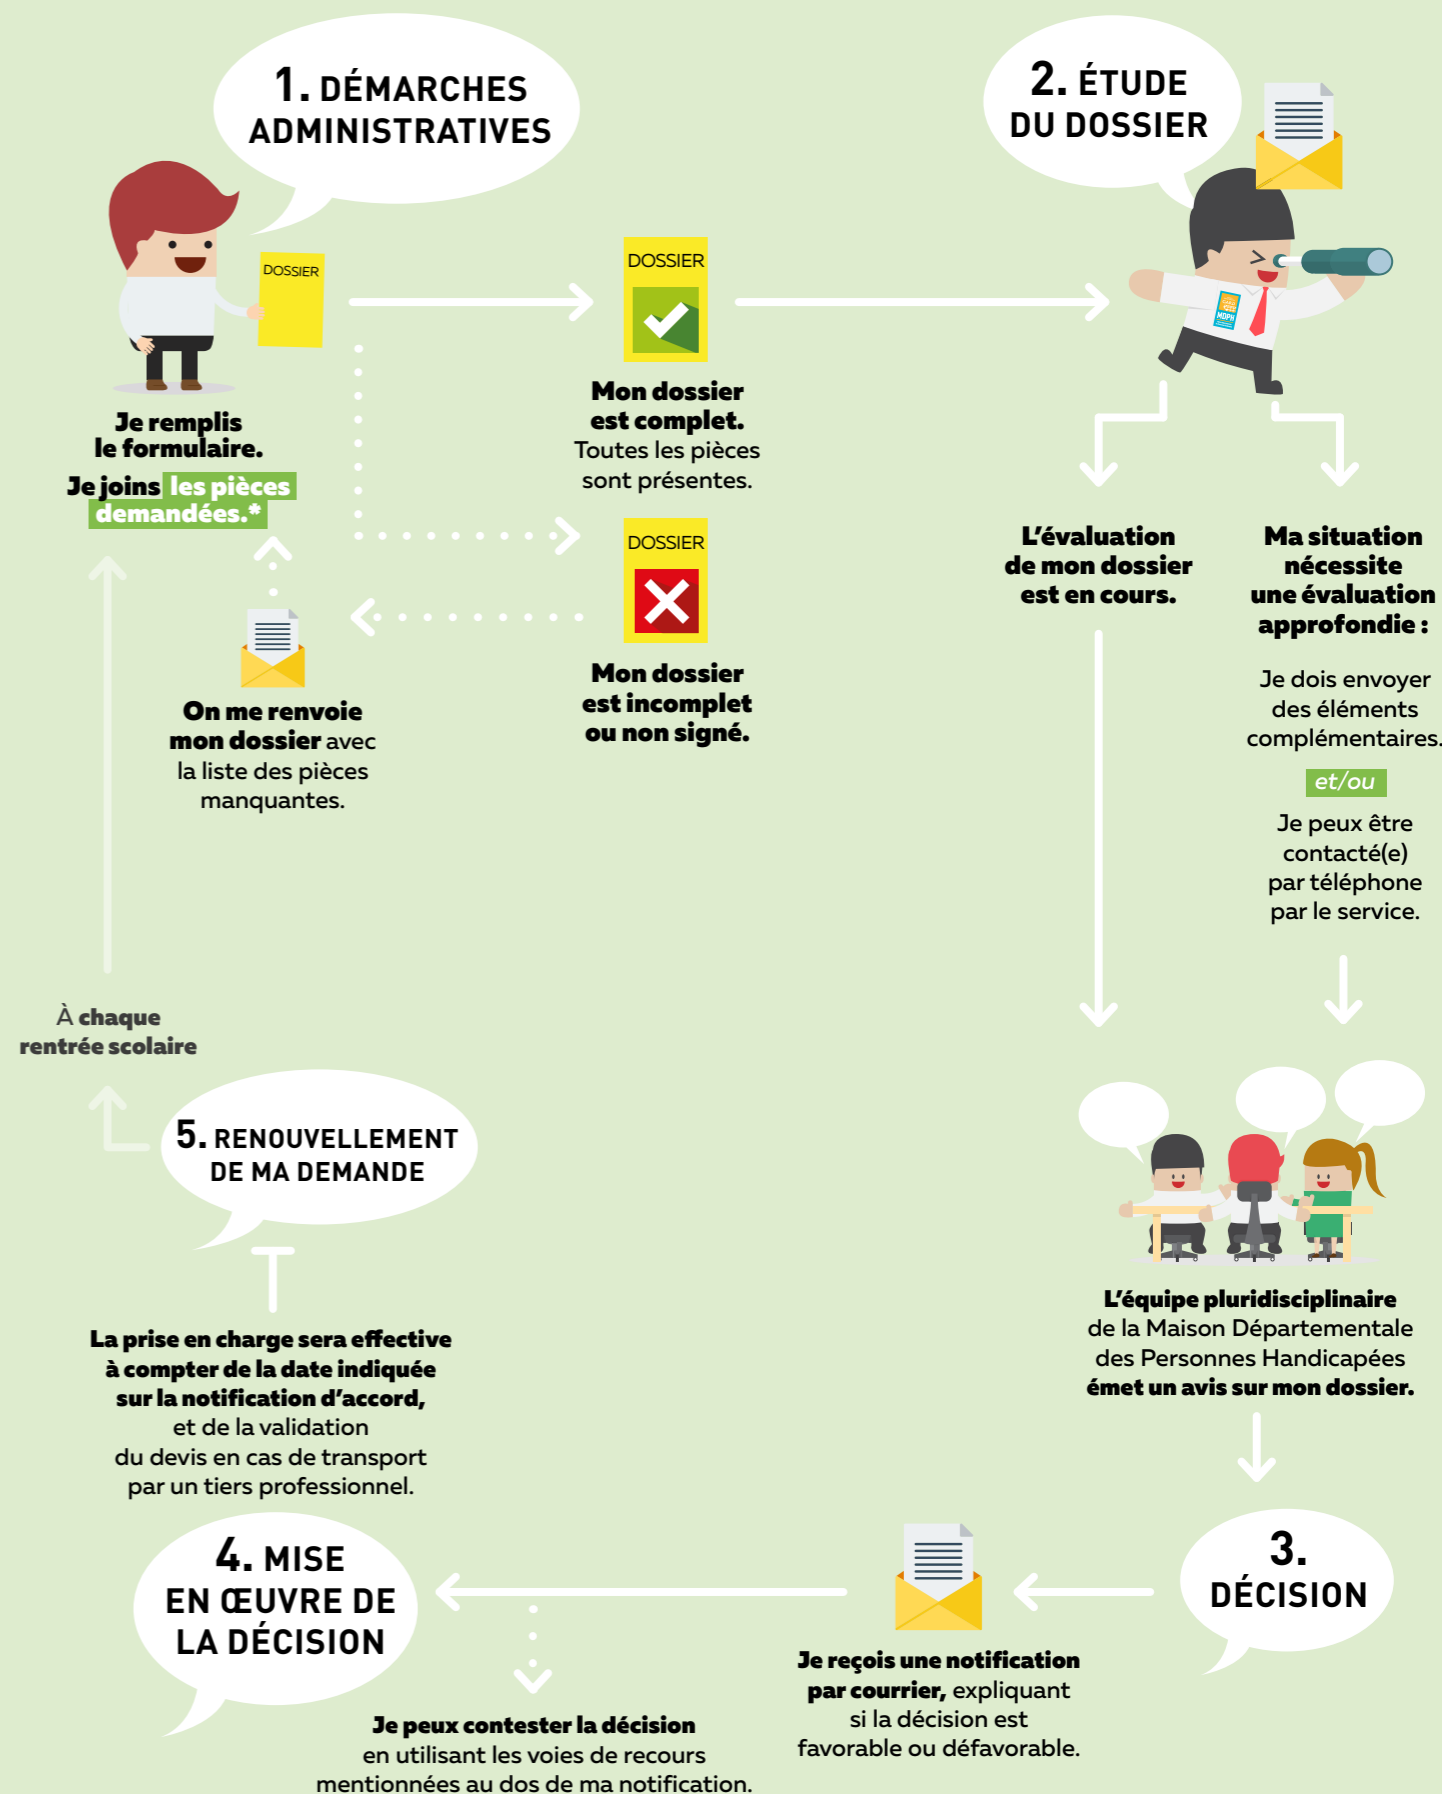 1. DÉMARCHES
ADMINISTRATIVES
DOSSIER
Je remplis
le formulaire.
Je joins les pièces
demandées.*
DOSSIER
Mon dossier
est complet.
Toutes les pièces
sont présentes.
DOSSIER
Mon dossier
est incomplet
ou non signé.
On me renvoie
mon dossier avec
la liste des pièces
manquantes.
2. ÉTUDE
DU DOSSIER
MDPH
L'évaluation
de mon dossier
est en cours.
Ma situation
nécessite
une évaluation
approfondie :
Je dois envoyer
des éléments
complémentaires.
et/ou
Je peux être
contacté(e)
par téléphone
par le service.
L'équipe pluridisciplinaire
de la Maison Départementale
des Personnes Handicapées
émet un avis sur mon dossier.
3.
DÉCISION
Je reçois une notification
par courrier, expliquant
si la décision est
favorable ou défavorable.
Je peux contester la décision
en utilisant les voies de recours
mentionnées au dos de ma notification.
4. MISE
EN ŒUVRE DE
LA DÉCISION
La prise en charge sera effective
à compter de la date indiquée
sur la notification d'accord,
et de la validation
du devis en cas de transport
par un tiers professionnel.
5. RENOUVELLEMENT
DE MA DEMANDE
À chaque
rentrée scolaire